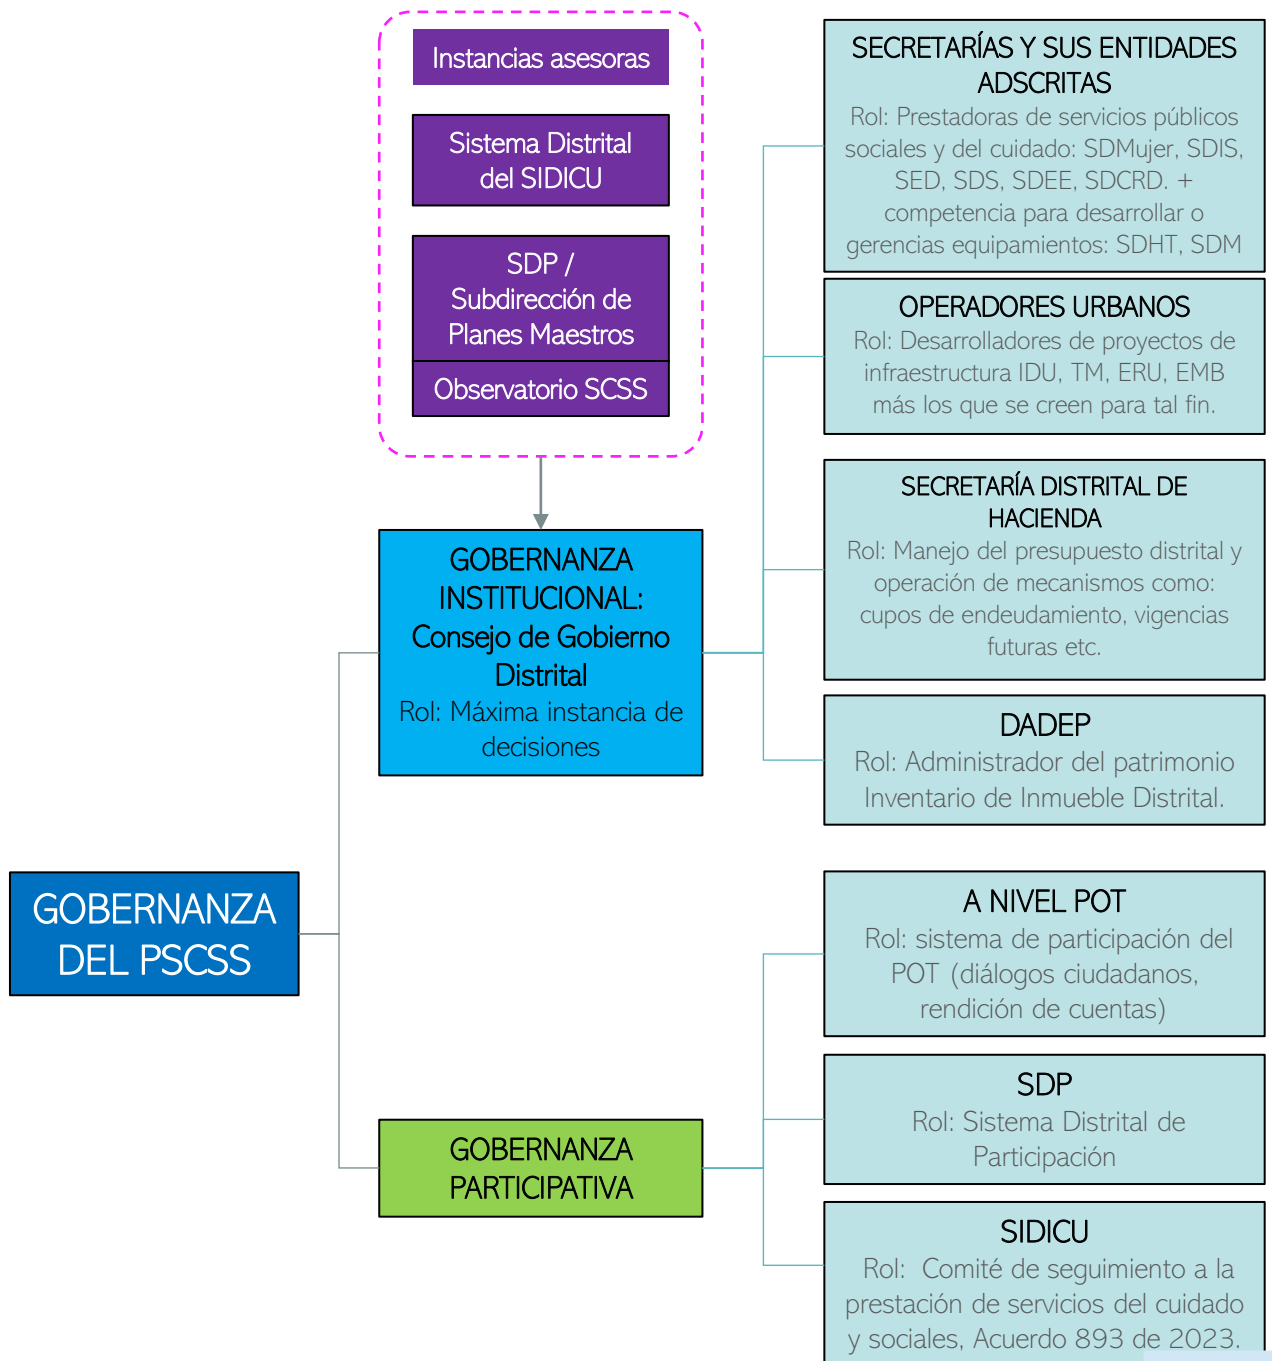 Instancias asesoras
Sistema Distrital
del SIDICU
SDP /
Subdirección de
Planes Maestros
Observatorio SCSS
GOBERNANZA
INSTITUCIONAL:
Consejo de Gobierno
Distrital
Rol: Máxima instancia de
decisiones
GOBERNANZA
DEL PSCSS
GOBERNANZA
PARTICIPATIVA
SECRETARÍAS Y SUS ENTIDADES
ADSCRITAS
Rol: Prestadoras de servicios públicos
sociales y del cuidado: SDMujer, SDIS,
SED, SDS, SDEE, SDCRD. +
competencia para desarrollar o
gerencias equipamientos: SDHT, SDM
OPERADORES URBANOS
Rol: Desarrolladores de proyectos de
infraestructura IDU, TM, ERU, EMB
más los que se creen para tal fin.
SECRETARÍA DISTRITAL DE
HACIENDA
Rol: Manejo del presupuesto distrital y
operación de mecanismos como:
cupos de endeudamiento, vigencias
futuras etc.
DADEP
Rol: Administrador del patrimonio
Inventario de Inmueble Distrital.
A NIVEL POT
Rol: sistema de participación del
POT (diálogos ciudadanos,
rendición de cuentas)
SDP
Rol: Sistema Distrital de
Participación
SIDICU
Rol: Comité de seguimiento a la
prestación de servicios del cuidado
y sociales, Acuerdo 893 de 2023.